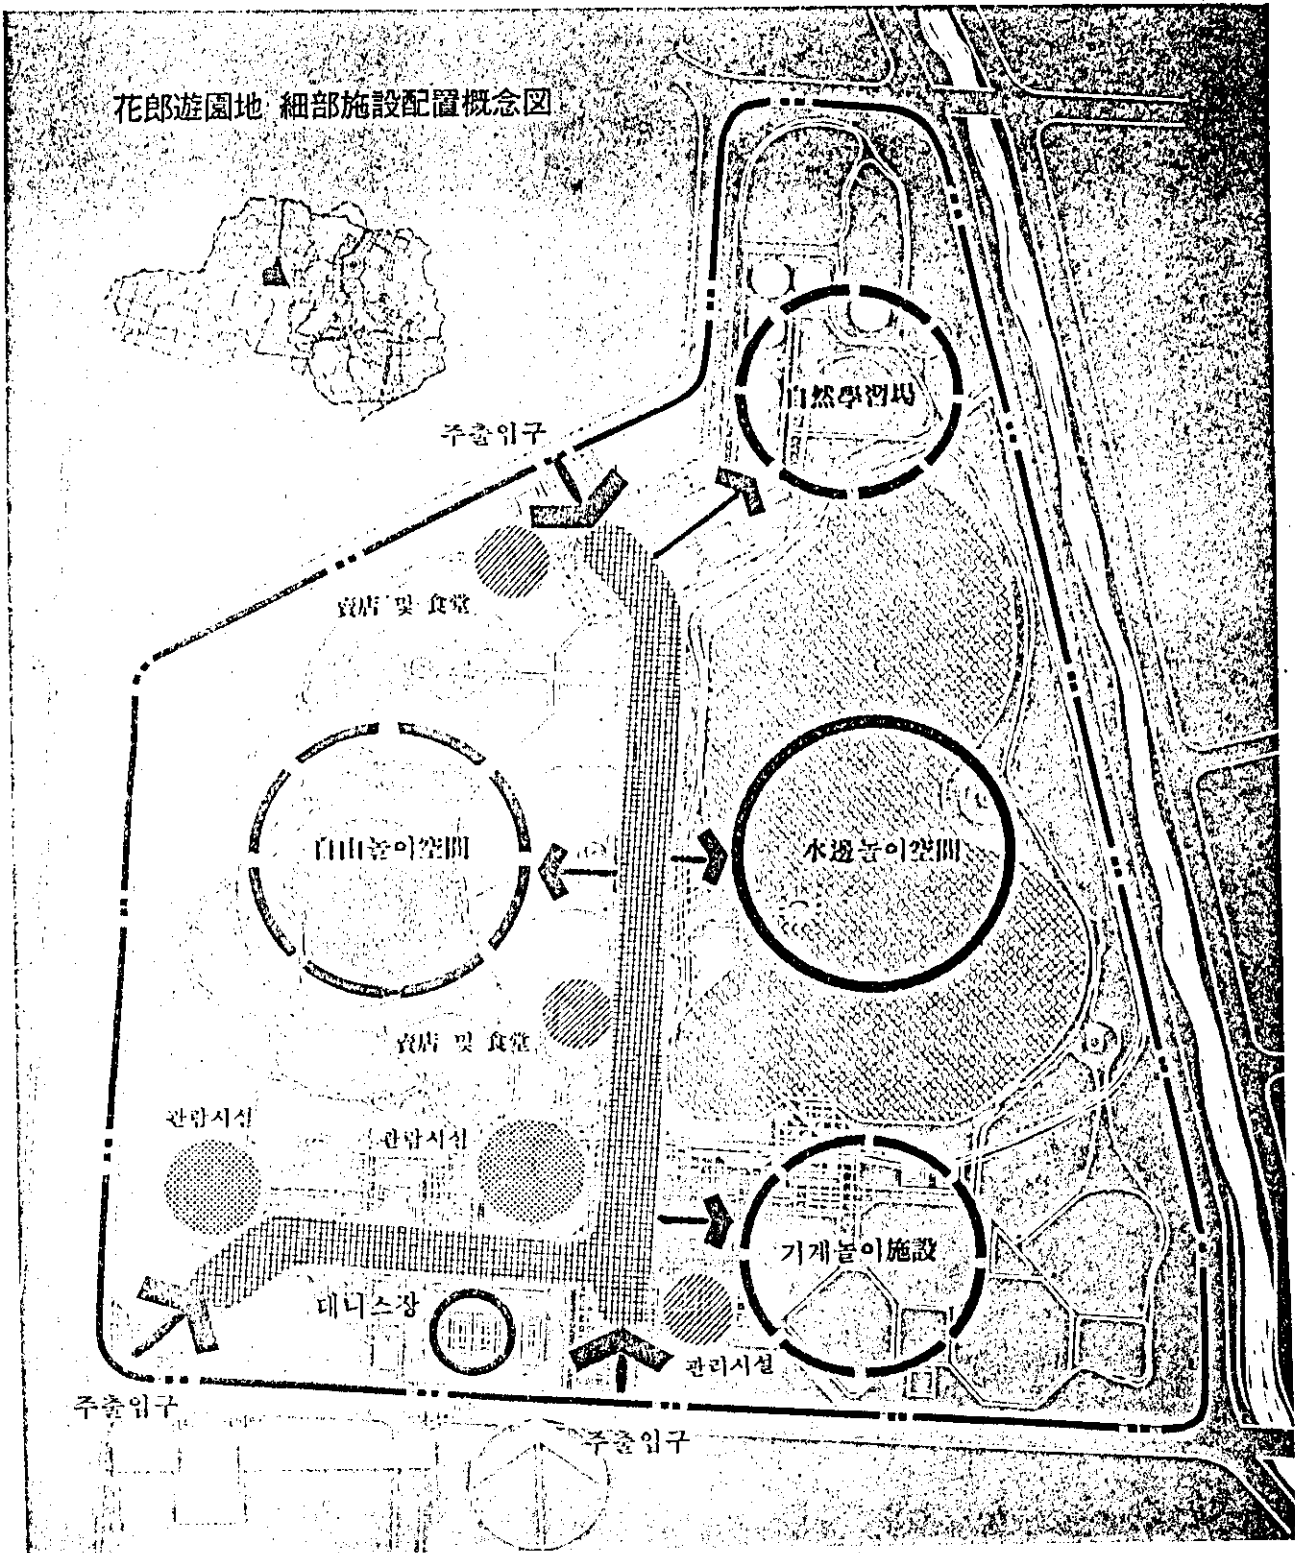 花郎遊園地 細部施設配置概念図
自然學習場
주출입구
賣店 및 食堂
自由놀이空間
水邊놀이空間
賣店 및 食堂
관람시설
관람시설
기계놀이施設
테니스장
관리시설
주출입구
주출입구